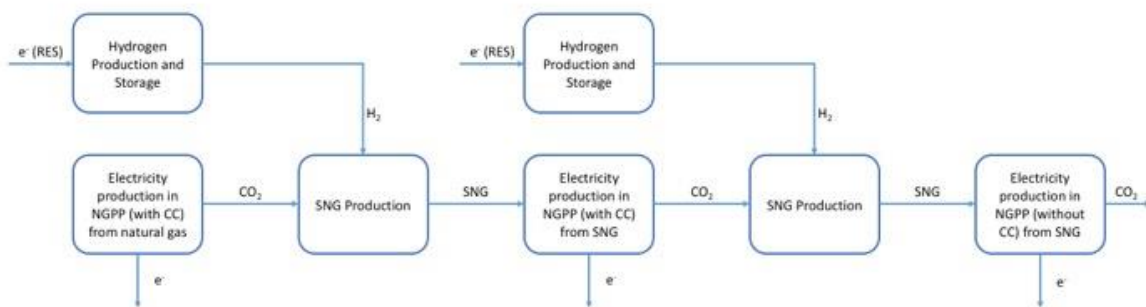 e⁻ (RES)
Hydrogen
Production and
Storage
H₂
e⁻ (RES)
Hydrogen
Production and
Storage
H₂
Electricity
production in
NGPP (with CC)
from natural gas
CO₂
SNG Production
SNG
Electricity
production in
NGPP (with CC)
from SNG
CO₂
SNG Production
SNG
Electricity
production in
NGPP (without
CC) from SNG
CO₂
e⁻
e⁻
e⁻